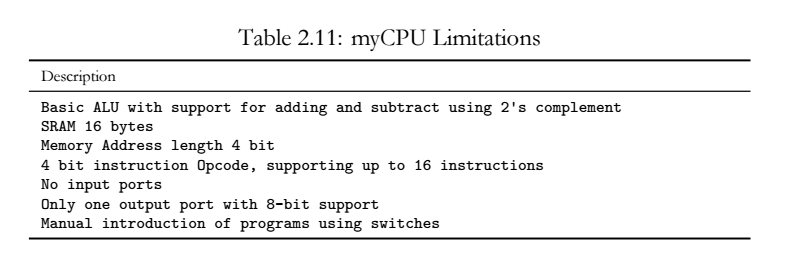 Table 2.11: myCPU Limitations
Description
Basic ALU with support for adding and subtract using 2's complement
SRAM 16 bytes
Memory Address length 4 bit
4 bit instruction Opcode, supporting up to 16 instructions
No input ports
Only one output port with 8-bit support
Manual introduction of programs using switches